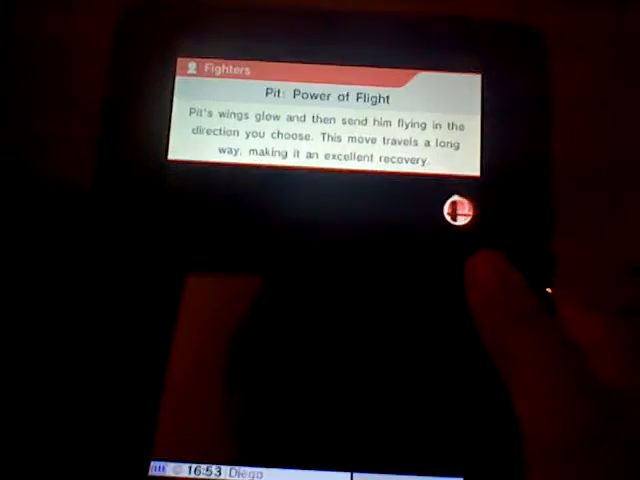 Fighters
Pit: Power of Flight
Pit's wings glow and then send him flying in the
direction you choose. This move travels a long
way, making it an excellent recovery.
16:53 Diego